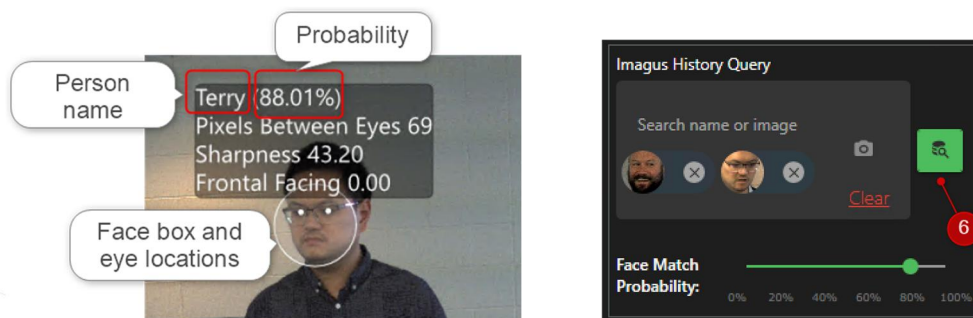 Probability
Person
name
Terry (88.01%)
Pixels Between Eyes 69
Sharpness 43.20
Frontal Facing 0.00
Face box and
eye locations
Imagus History Query
Search name or image
Clear
6
Face Match
Probability:
0% 20% 40% 60% 80% 100%